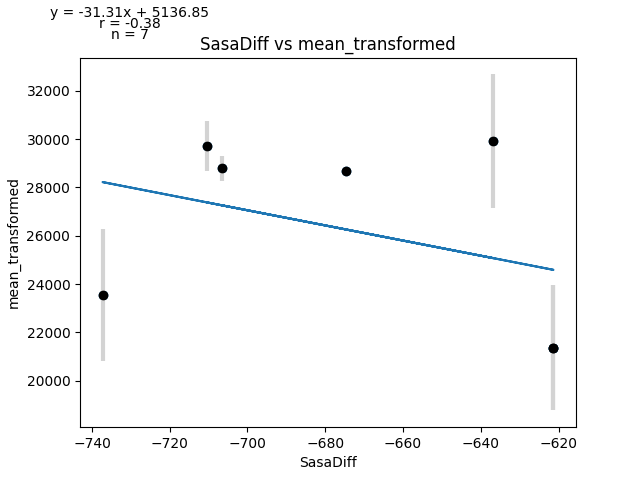 y = -31.31x + 5136.85
r = -0.38
n = 7
SasaDiff vs mean_transformed
32000
30000
28000
26000
24000
22000
20000
mean_transformed
−740
−720
−700
−680
−660
−640
−620
SasaDiff